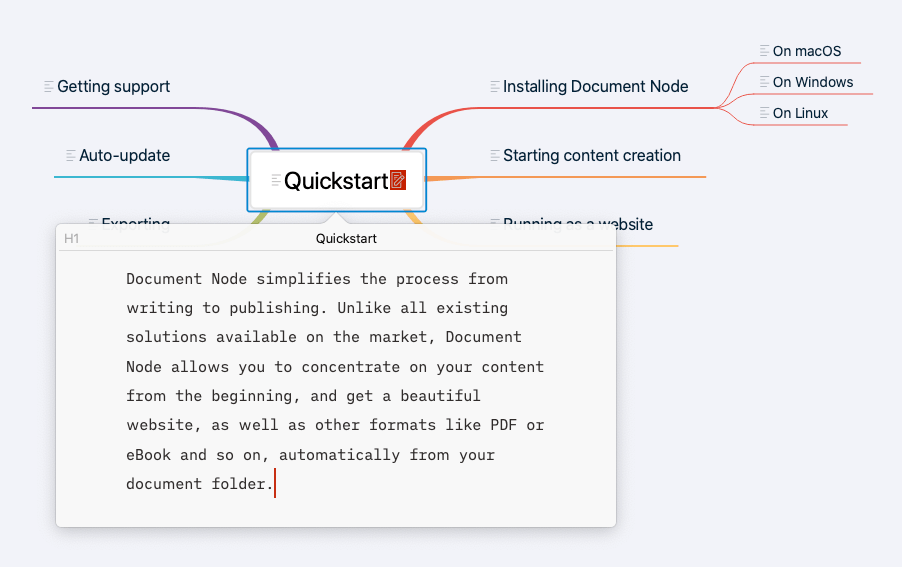 Getting support
Auto-update
Exporting
Quickstart
Installing Document Node
On macOS
On Windows
On Linux
Starting content creation
Running as a website
H1
Quickstart
Document Node simplifies the process from
writing to publishing. Unlike all existing
solutions available on the market, Document
Node allows you to concentrate on your content
from the beginning, and get a beautiful
website, as well as other formats like PDF or
eBook and so on, automatically from your
document folder.